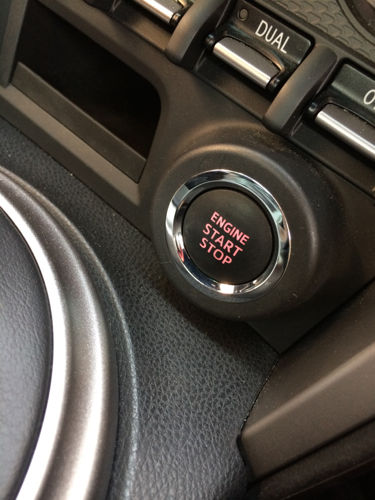 DUAL
O
ENGINE
START
STOP